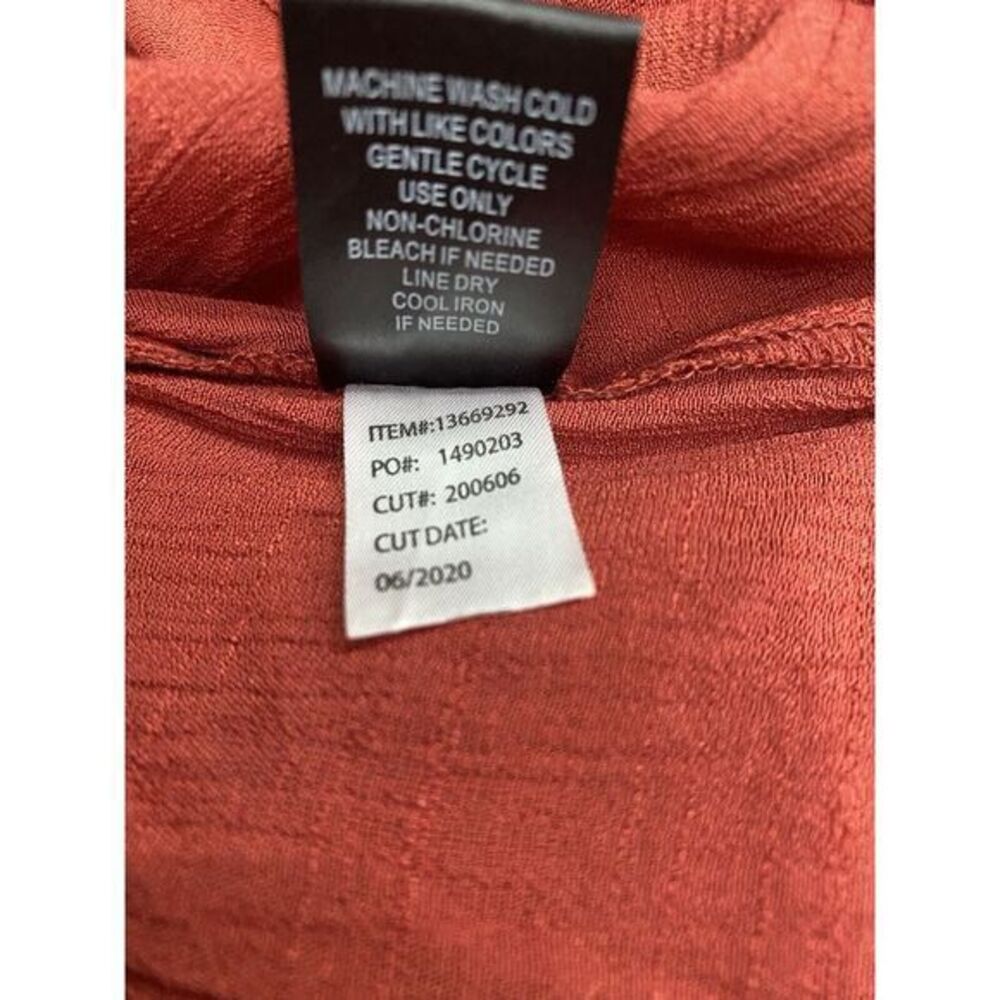 MACHINE WASH COLD
WITH LIKE COLORS
GENTLE CYCLE
USE ONLY
NON-CHLORINE
BLEACH IF NEEDED
LINE DRY
COOL IRON
IF NEEDED
ITEM#:13669292
PO#: 1490203
CUT#: 200606
CUT DATE:
06/2020